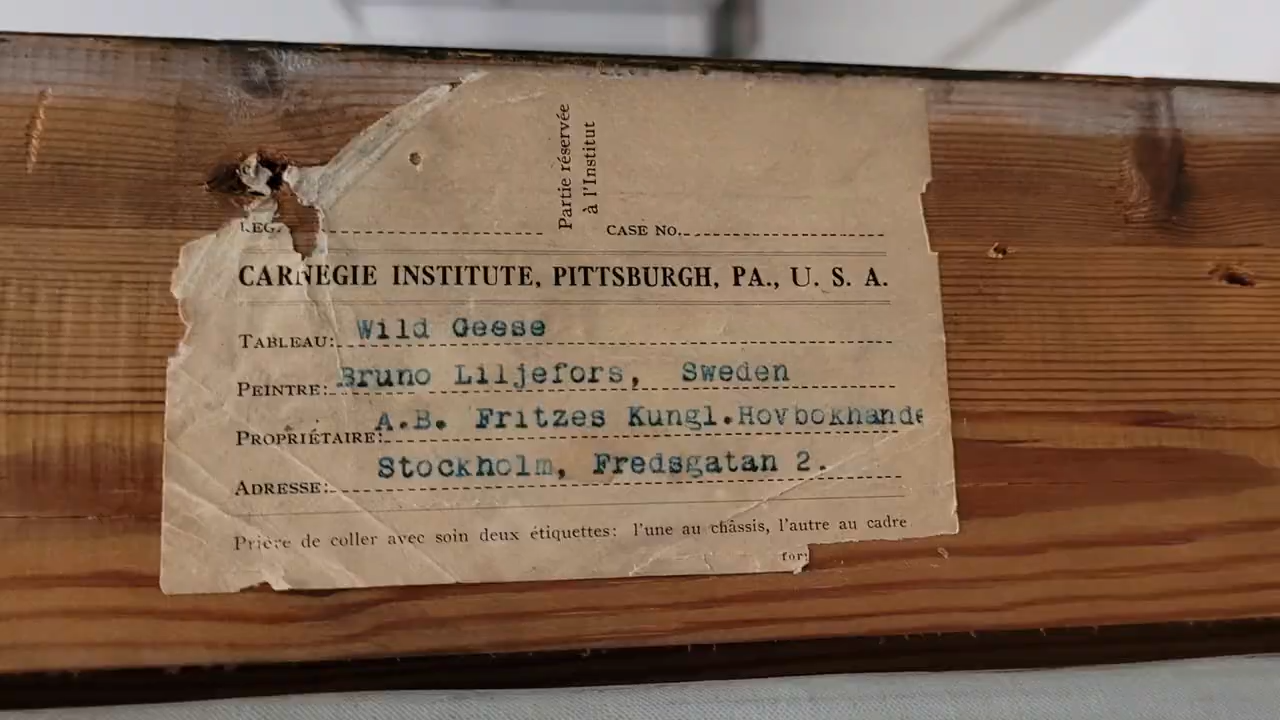 Partie réservée
à l'Institut
REG.
CASE NO.
CARNEGIE INSTITUTE, PITTSBURGH, PA., U. S. A.
TABLEAU: Wild Geese
PEINTRE: Bruno Liljefors, Sweden
PROPRIÉTAIRE: A.B. Fritzes Kungl.Hovbokhande
ADRESSE: Stockholm, Fredsgatan 2.
Prière de coller avec soin deux étiquettes: l'une au châssis, l'autre au cadre